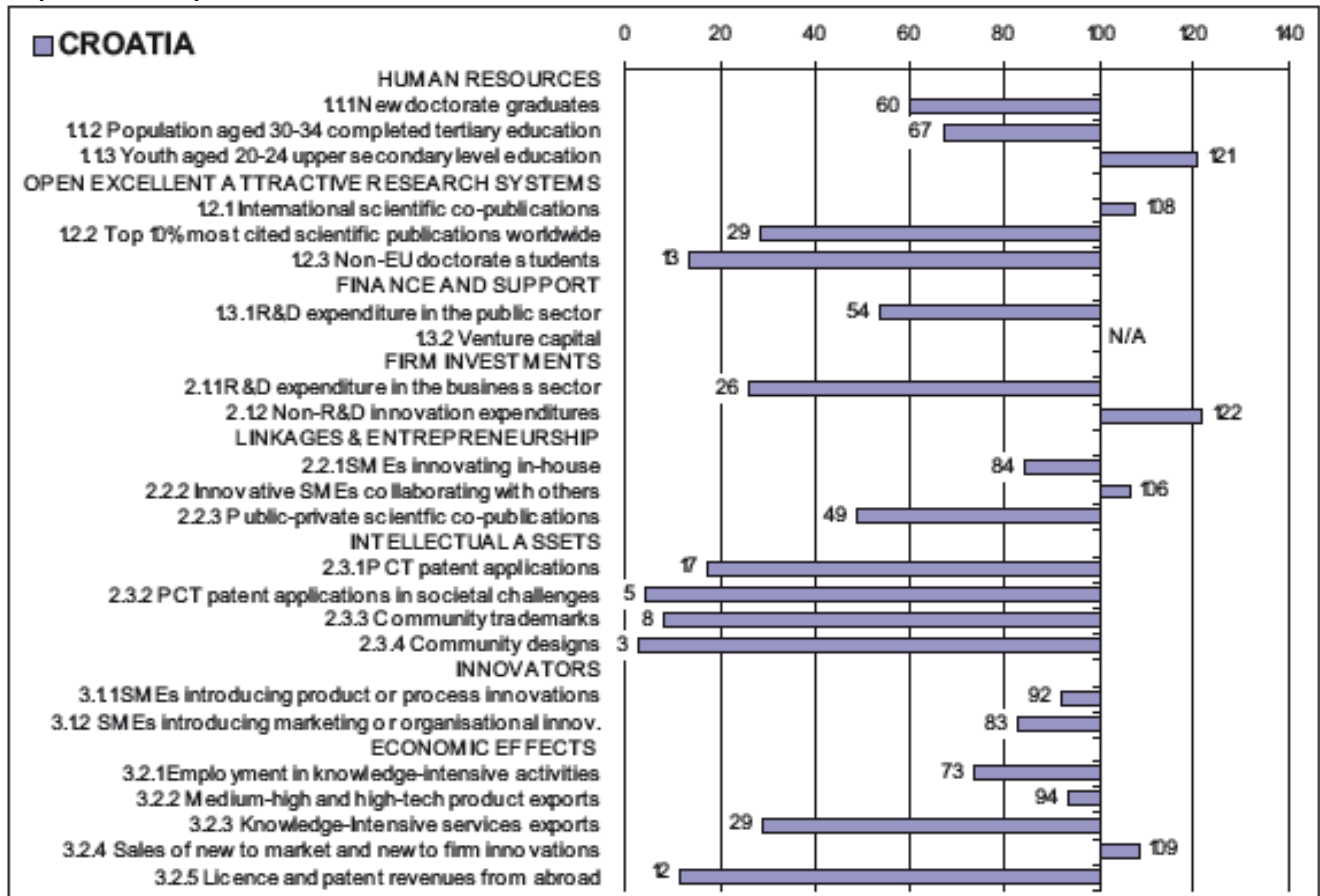 CROATIA
0 20 40 60 80 100 120 140
HUMAN RESOURCES
1.1.1 New doctorate graduates 60
1.1.2 Population aged 30-34 completed tertiary education 67
1.1.3 Youth aged 20-24 upper secondary level education 121
OPEN EXCELLENT ATTRACTIVE RESEARCH SYSTEMS
1.2.1 International scientific co-publications 108
1.2.2 Top 10% most cited scientific publications worldwide 29
1.2.3 Non-EU doctorate students 13
FINANCE AND SUPPORT
1.3.1 R&D expenditure in the public sector 54
1.3.2 Venture capital N/A
FIRM INVESTMENTS
2.1.1 R&D expenditure in the business sector 26
2.1.2 Non-R&D innovation expenditures 122
LINKAGES & ENTREPRENEURSHIP
2.2.1 SMEs innovating in-house 84
2.2.2 Innovative SMEs collaborating with others 106
2.2.3 Public-private scientfic co-publications 49
INTELLECTUAL ASSETS
2.3.1 PCT patent applications 17
2.3.2 PCT patent applications in societal challenges 5
2.3.3 Community trademarks 8
2.3.4 Community designs 3
INNOVATORS
3.1.1 SMEs introducing product or process innovations 92
3.1.2 SMEs introducing marketing or organisational innov. 83
ECONOMIC EFFECTS
3.2.1 Employment in knowledge-intensive activities 73
3.2.2 Medium-high and high-tech product exports 94
3.2.3 Knowledge-Intensive services exports 29
3.2.4 Sales of new to market and new to firm innovations 109
3.2.5 Licence and patent revenues from abroad 12